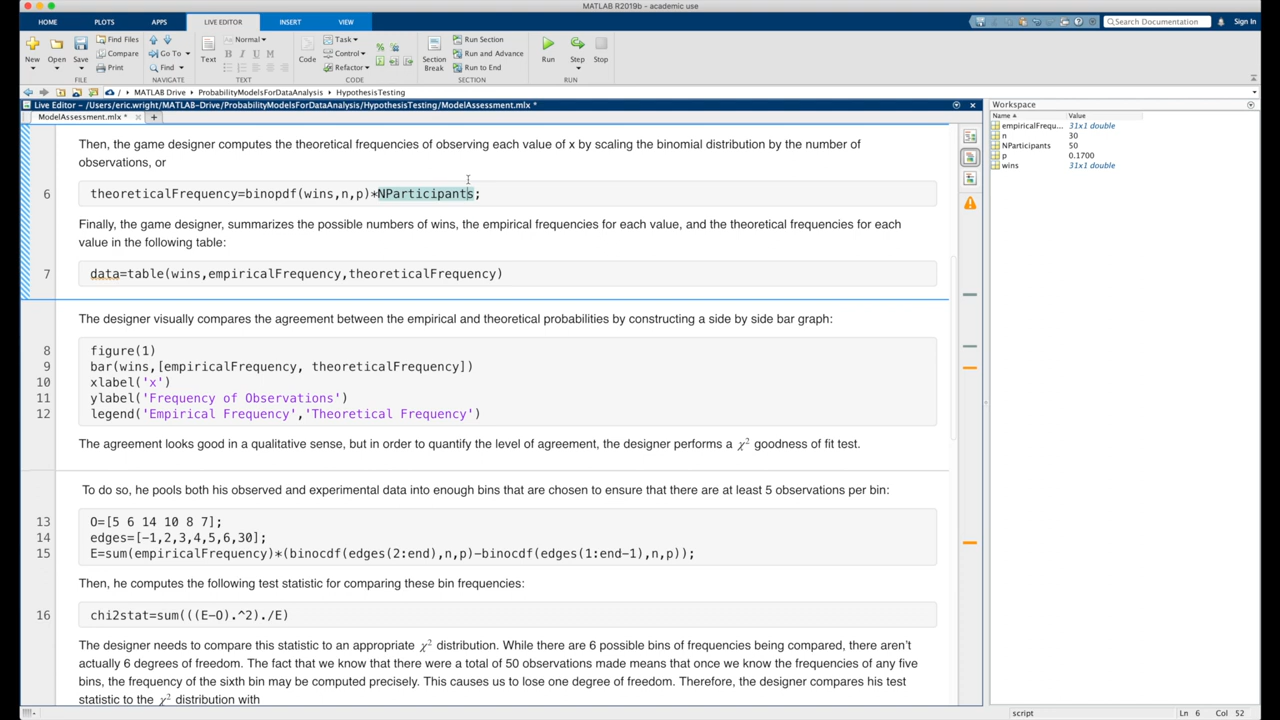 MATLAB R2019b - academic use
HOME PLOTS APPS LIVE EDITOR INSERT VIEW Search Documentation Sign In
New Open Save Find Files Compare Print Go To Find Text Normal B I U M Code Task Control Refactor Section Break Run Section Run and Advance Run to End Run Step Stop
FILE NAVIGATE TEXT CODE SECTION RUN
/ MATLAB Drive ProbabilityModelsForDataAnalysis HypothesisTesting
Live Editor - /Users/eric.wright/MATLAB-Drive/ProbabilityModelsForDataAnalysis/HypothesisTesting/ModelAssessment.mlx *
ModelAssessment.mlx * × +
Then, the game designer computes the theoretical frequencies of observing each value of x by scaling the binomial distribution by the number of
observations, or
6 theoreticalFrequency=binopdf(wins,n,p)*NParticipants;
Finally, the game designer, summarizes the possible numbers of wins, the empirical frequencies for each value, and the theoretical frequencies for each
value in the following table:
7 data=table(wins,empiricalFrequency,theoreticalFrequency)
The designer visually compares the agreement between the empirical and theoretical probabilities by constructing a side by side bar graph:
8 figure(1)
9 bar(wins,[empiricalFrequency, theoreticalFrequency])
10 xlabel('x')
11 ylabel('Frequency of Observations')
12 legend('Empirical Frequency','Theoretical Frequency')
The agreement looks good in a qualitative sense, but in order to quantify the level of agreement, the designer performs a χ² goodness of fit test.
To do so, he pools both his observed and experimental data into enough bins that are chosen to ensure that there are at least 5 observations per bin:
13 O=[5 6 14 10 8 7];
14 edges=[-1,2,3,4,5,6,30];
15 E=sum(empiricalFrequency)*(binocdf(edges(2:end),n,p)-binocdf(edges(1:end-1),n,p));
Then, he computes the following test statistic for comparing these bin frequencies:
16 chi2stat=sum(((E-O).^2)./E)
The designer needs to compare this statistic to an appropriate χ² distribution. While there are 6 possible bins of frequencies being compared, there aren't
actually 6 degrees of freedom. The fact that we know that there were a total of 50 observations made means that once we know the frequencies of any five
bins, the frequency of the sixth bin may be computed precisely. This causes us to lose one degree of freedom. Therefore, the designer compares his test
statistic to the χ² distribution with
Workspace
Name Value
empiricalFrequ... 31x1 double
n 30
NParticipants 50
p 0.1700
wins 31x1 double
script Ln 6 Col 52